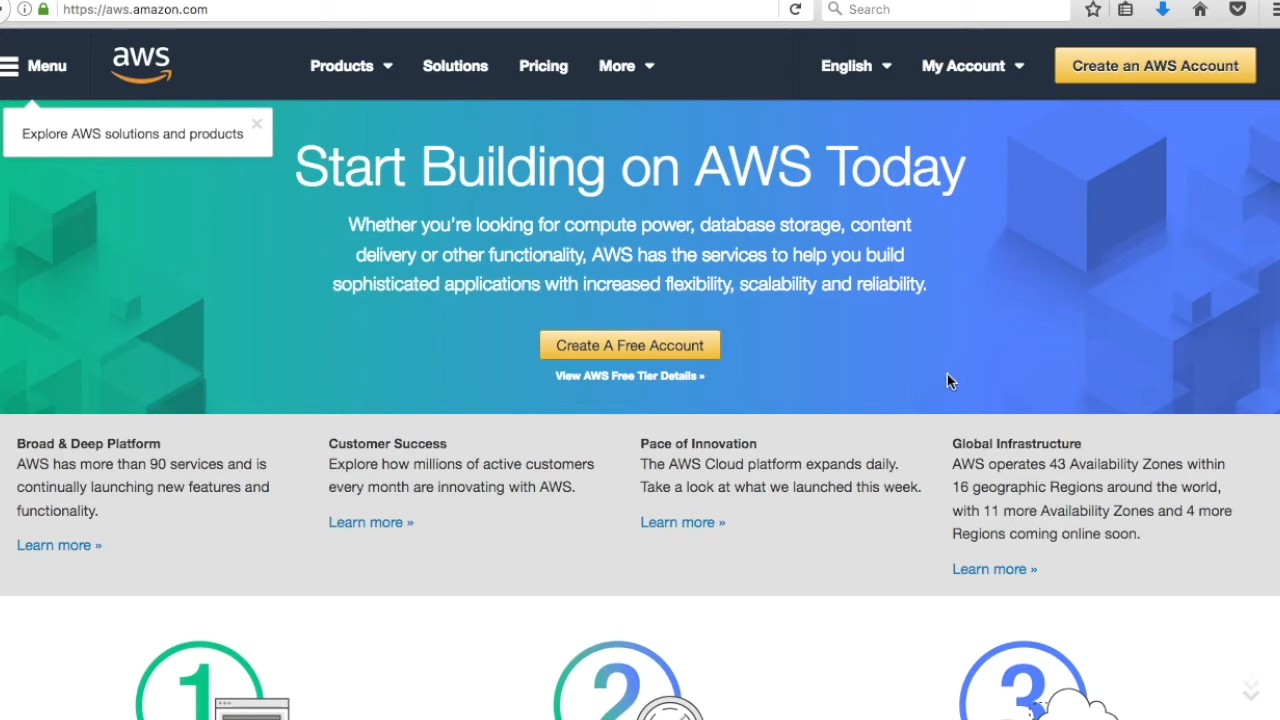 https://aws.amazon.com
Search
Menu
aws
Products
Solutions
Pricing
More
English
My Account
Create an AWS Account
Explore AWS solutions and products
Start Building on AWS Today
Whether you're looking for compute power, database storage, content
delivery or other functionality, AWS has the services to help you build
sophisticated applications with increased flexibility, scalability and reliability.
Create A Free Account
View AWS Free Tier Details »
Broad & Deep Platform
AWS has more than 90 services and is
continually launching new features and
functionality.
Learn more »
Customer Success
Explore how millions of active customers
every month are innovating with AWS.
Learn more »
Pace of Innovation
The AWS Cloud platform expands daily.
Take a look at what we launched this week.
Learn more »
Global Infrastructure
AWS operates 43 Availability Zones within
16 geographic Regions around the world,
with 11 more Availability Zones and 4 more
Regions coming online soon.
Learn more »
1
2
3